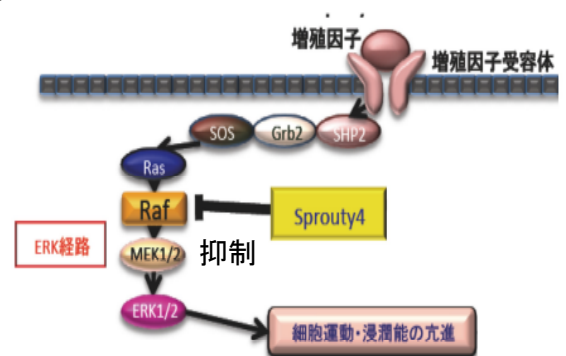 増殖因子
増殖因子受容体
SOS
Grb2
SHP2
Ras
Raf
Sprouty4
ERK経路
MEK1/2
抑制
ERK1/2
細胞運動・浸潤能の亢進